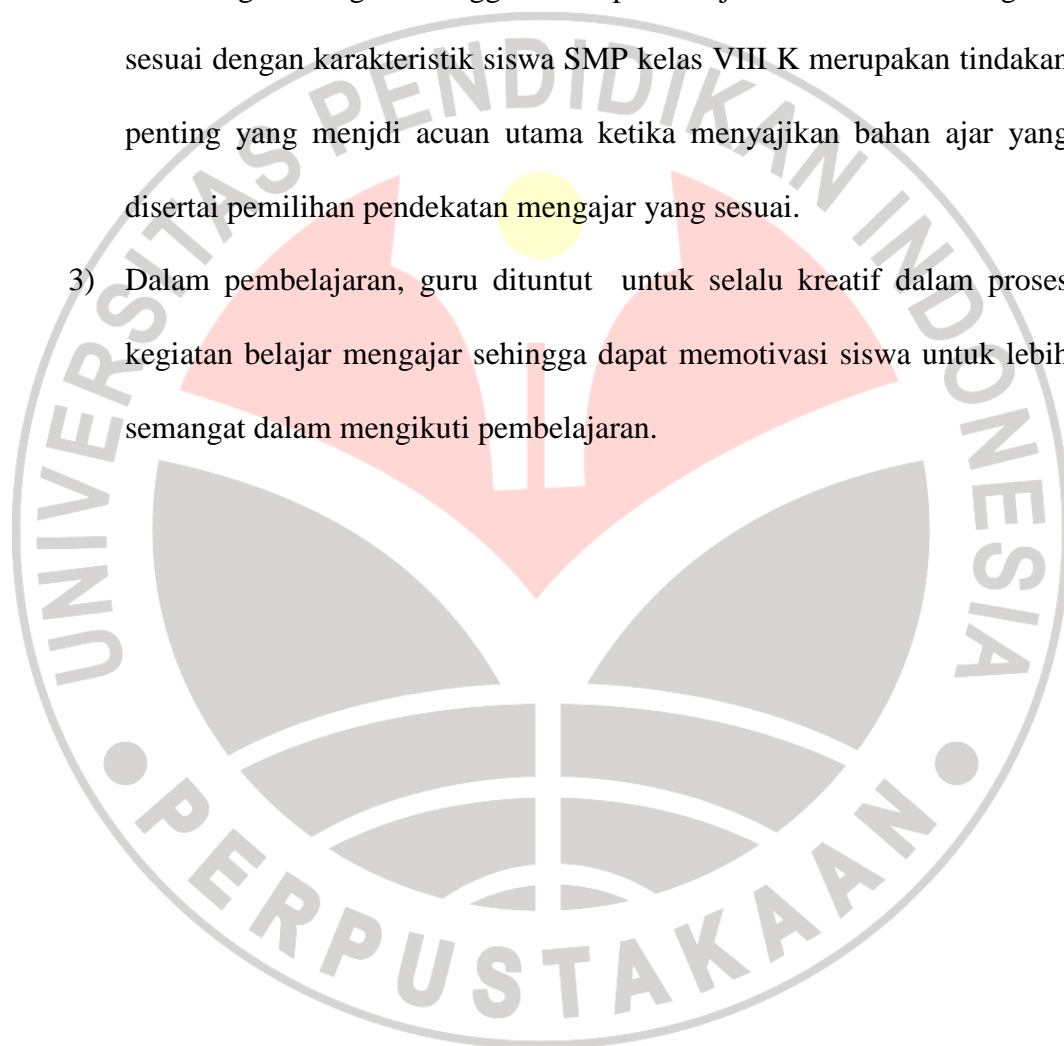 sesuai dengan karakteristik siswa SMP kelas VIII K merupakan tindakan
penting yang menjdi acuan utama ketika menyajikan bahan ajar yang
disertai pemilihan pendekatan mengajar yang sesuai.
3) Dalam pembelajaran, guru dituntut untuk selalu kreatif dalam proses
kegiatan belajar mengajar sehingga dapat memotivasi siswa untuk lebih
semangat dalam mengikuti pembelajaran.
UNIVERSITAS PENDIDIKAN INDONESIA
PERPUSTAKAAN